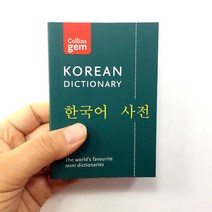 Collins
gem
KOREAN
DICTIONARY
한국어 사전
The world's favourite
mini dictionaries